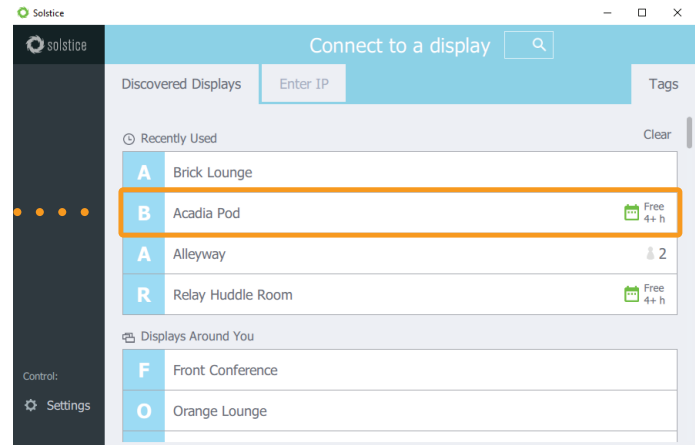 Solstice
solstice
Connect to a display
Discovered Displays
Enter IP
Tags
Recently Used
Clear
A Brick Lounge
B Acadia Pod Free
4+ h
A Alleyway 2
R Relay Huddle Room Free
4+ h
Displays Around You
F Front Conference
O Orange Lounge
Control:
Settings